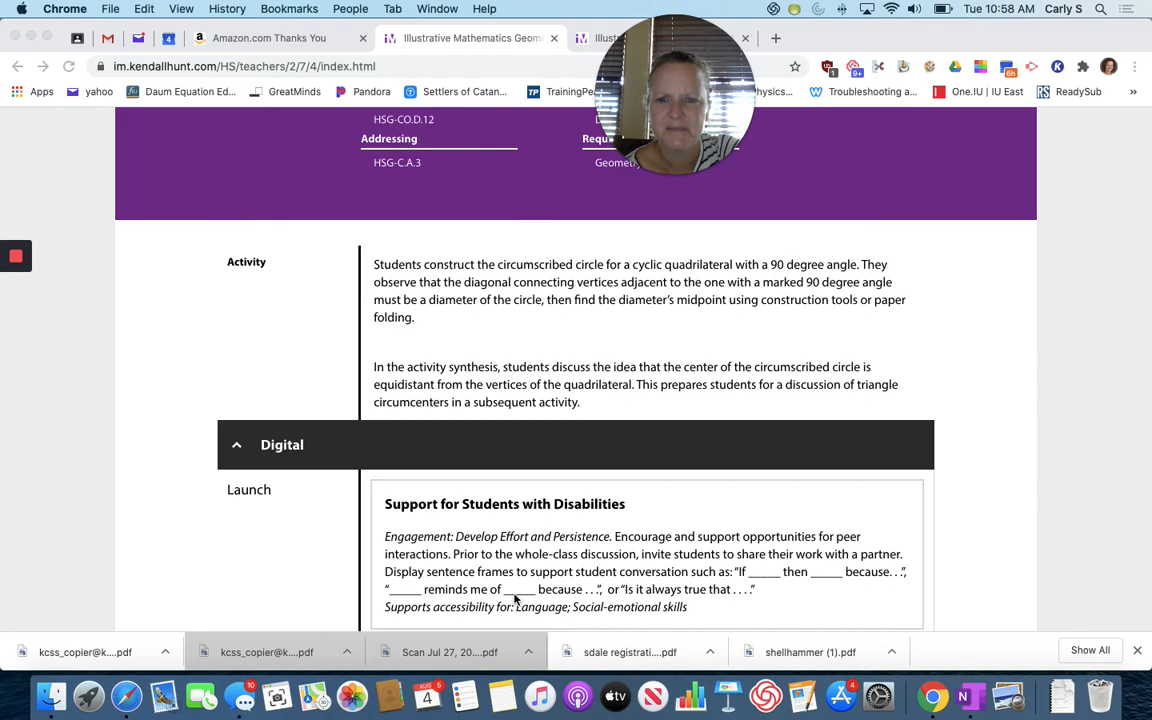 Chrome File Edit View History Bookmarks People Tab Window Help Tue 10:58 AM Carly S
Amazon.com Thanks You
Illustrative Mathematics Geom
Illust
im.kendallhunt.com/HS/teachers/2/7/4/index.html
1
+9
6h
Apps yahoo Daum Equation Ed... GreatMinds Pandora Settlers of Catan... hysics... Troubleshooting a... One.IU | IU East ReadySub »
HSG-CO.D.12
Addressing
HSG-C.A.3
Activity
Students construct the circumscribed circle for a cyclic quadrilateral with a 90 degree angle. They
observe that the diagonal connecting vertices adjacent to the one with a marked 90 degree angle
must be a diameter of the circle, then find the diameter's midpoint using construction tools or paper
folding.
In the activity synthesis, students discuss the idea that the center of the circumscribed circle is
equidistant from the vertices of the quadrilateral. This prepares students for a discussion of triangle
circumcenters in a subsequent activity.
Digital
Launch
Support for Students with Disabilities
Engagement: Develop Effort and Persistence. Encourage and support opportunities for peer
interactions. Prior to the whole-class discussion, invite students to share their work with a partner.
Display sentence frames to support student conversation such as: “If _____ then _____ because. . .”,
“_____ reminds me of _____ because . . .”, or “Is it always true that . . . .”
Supports accessibility for: Language; Social-emotional skills
kcss_copier@k....pdf
kcss_copier@k....pdf
Scan Jul 27, 20....pdf
sdale registrati....pdf
shellhammer (1).pdf
Show All
10
AUG
4
5
tv
4